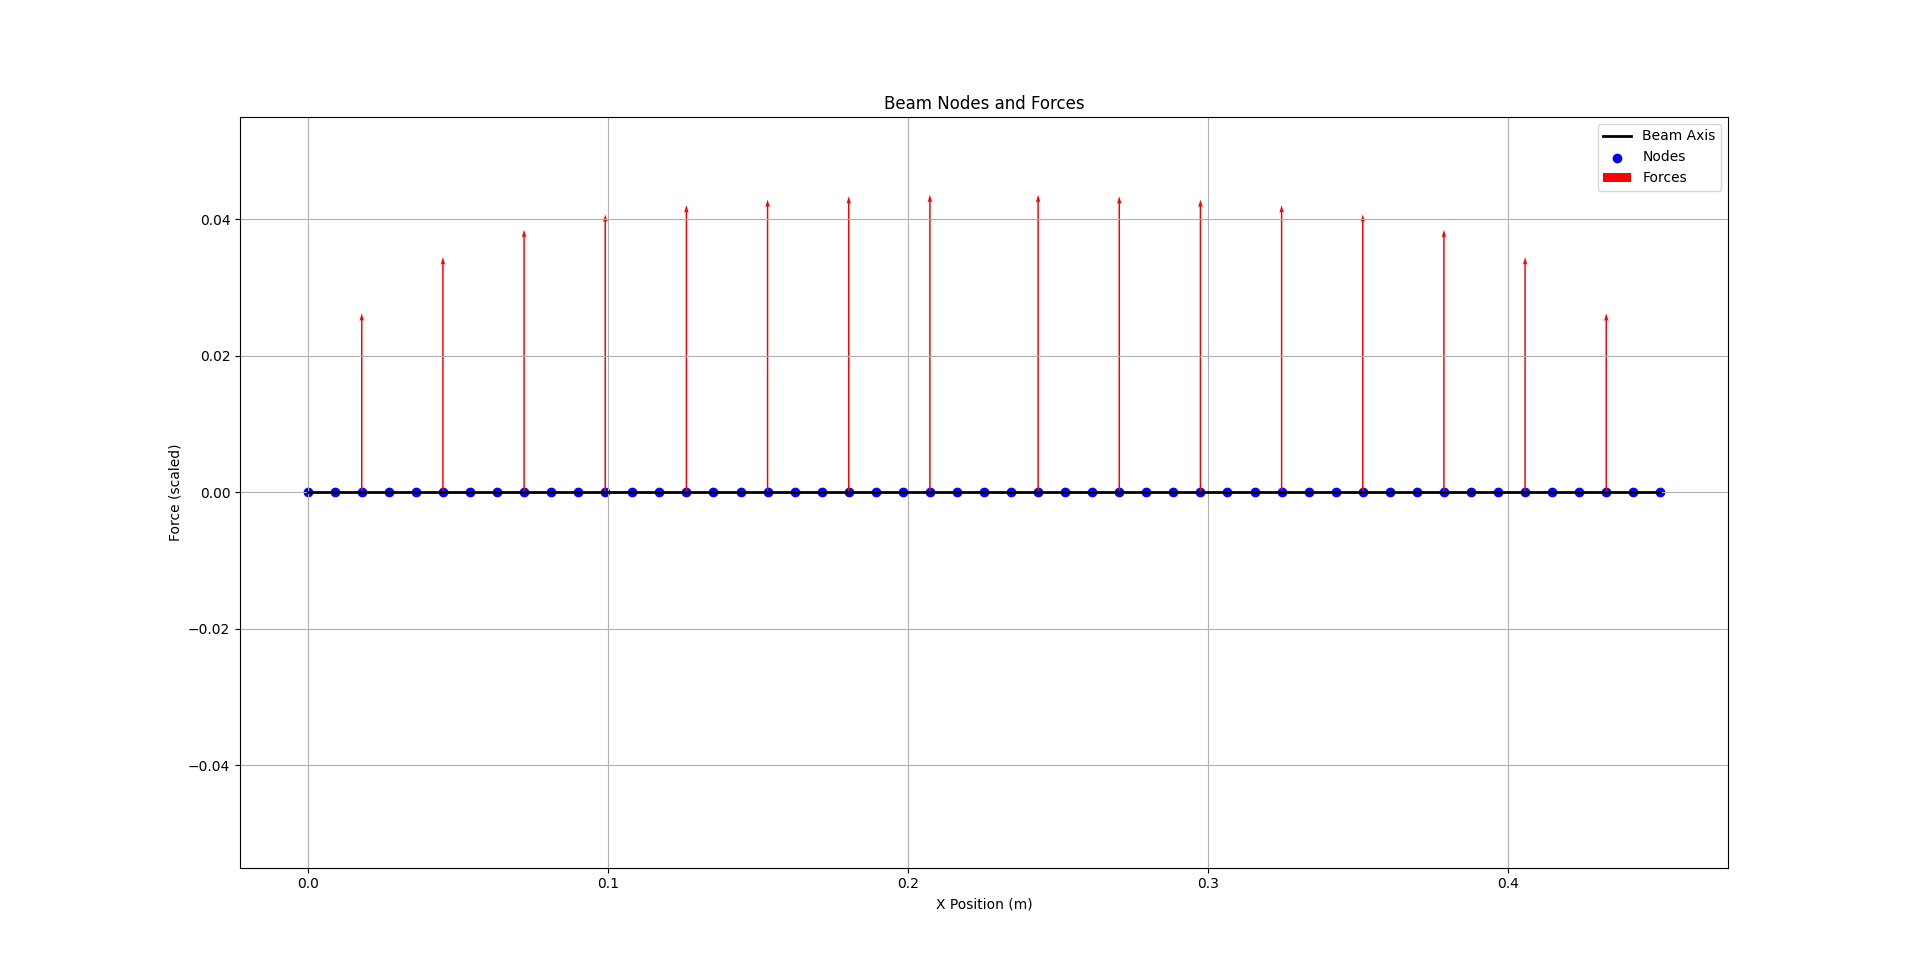 Beam Nodes and Forces
Beam Axis
Nodes
Forces
0.04
0.02
0.00
−0.02
−0.04
Force (scaled)
0.0 0.1 0.2 0.3 0.4
X Position (m)